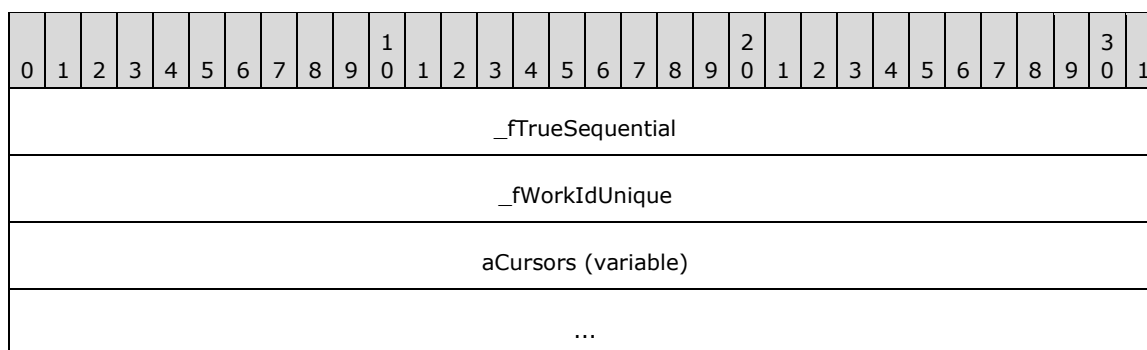 1 2 3
0 1 2 3 4 5 6 7 8 9 0 1 2 3 4 5 6 7 8 9 0 1 2 3 4 5 6 7 8 9 0 1
_fTrueSequential
_fWorkIdUnique
aCursors (variable)
...